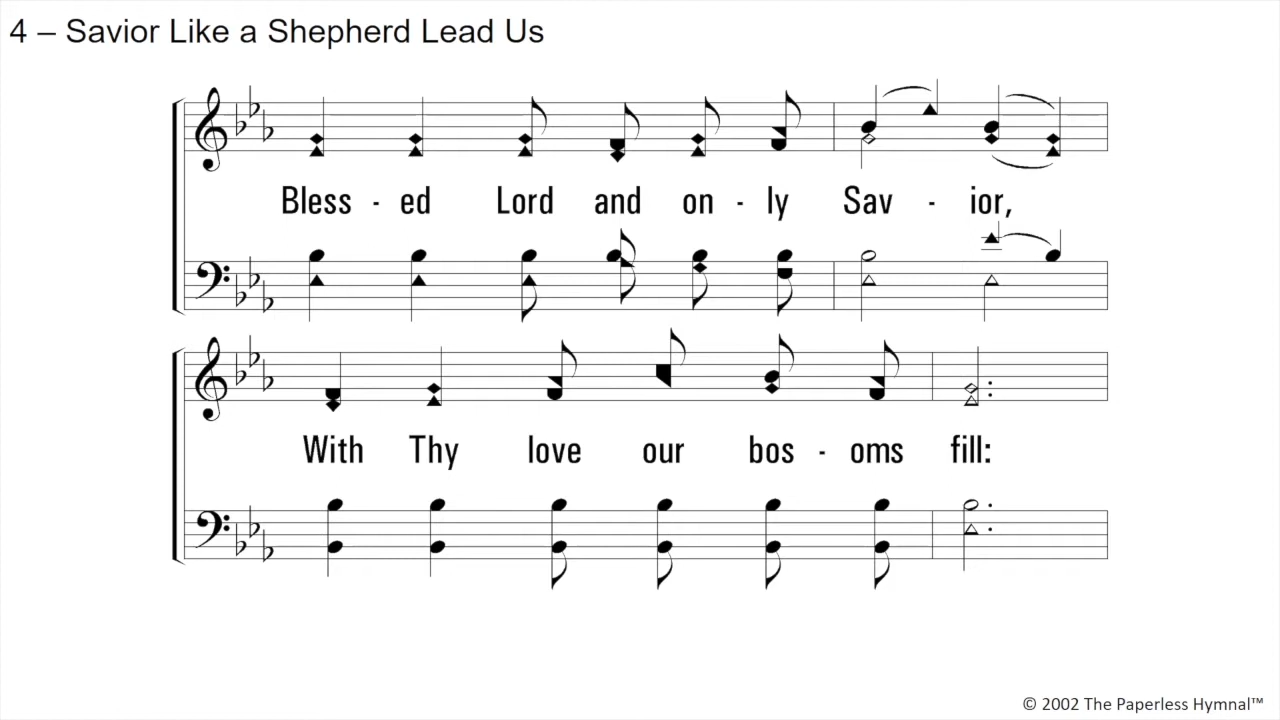 4 – Savior Like a Shepherd Lead Us
Bless - ed Lord and on - ly Sav - ior,
With Thy love our bos - oms fill:
© 2002 The Paperless Hymnal™